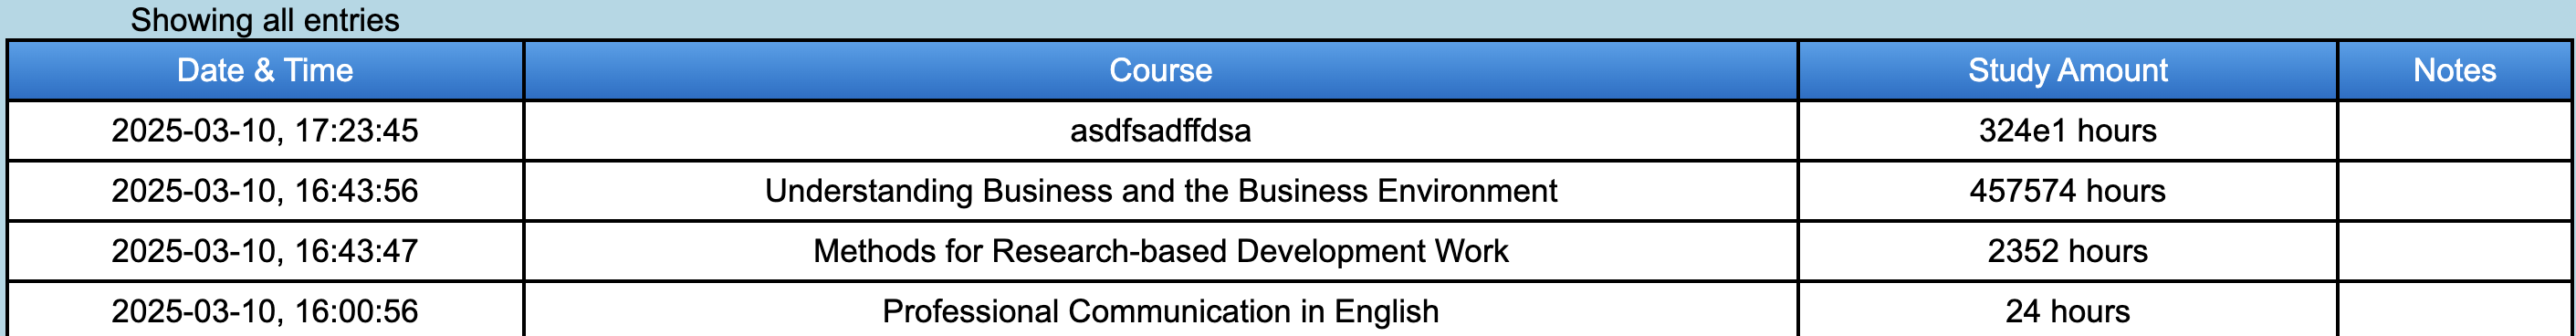 Showing all entries
Date & Time Course Study Amount Notes
2025-03-10, 17:23:45 asdfsadffdsa 324e1 hours
2025-03-10, 16:43:56 Understanding Business and the Business Environment 457574 hours
2025-03-10, 16:43:47 Methods for Research-based Development Work 2352 hours
2025-03-10, 16:00:56 Professional Communication in English 24 hours